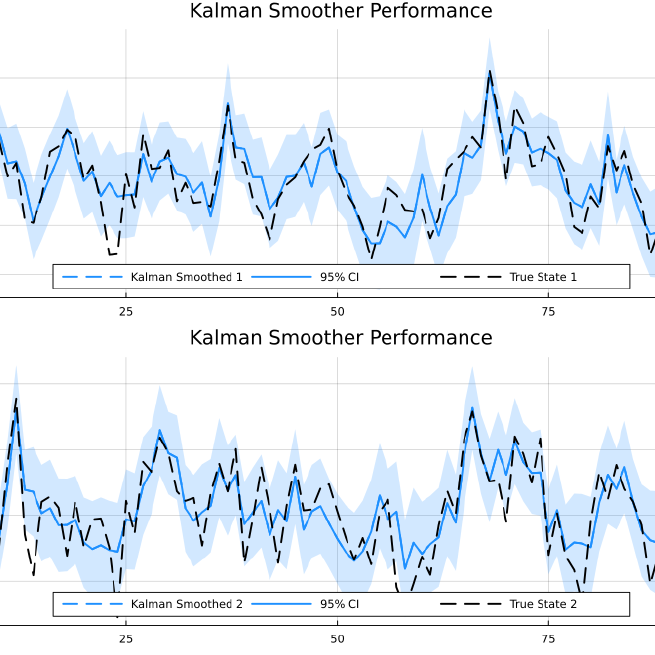 Kalman Smoother Performance
Kalman Smoothed 1 95% CI True State 1
25 50 75
Kalman Smoother Performance
Kalman Smoothed 2 95% CI True State 2
25 50 75